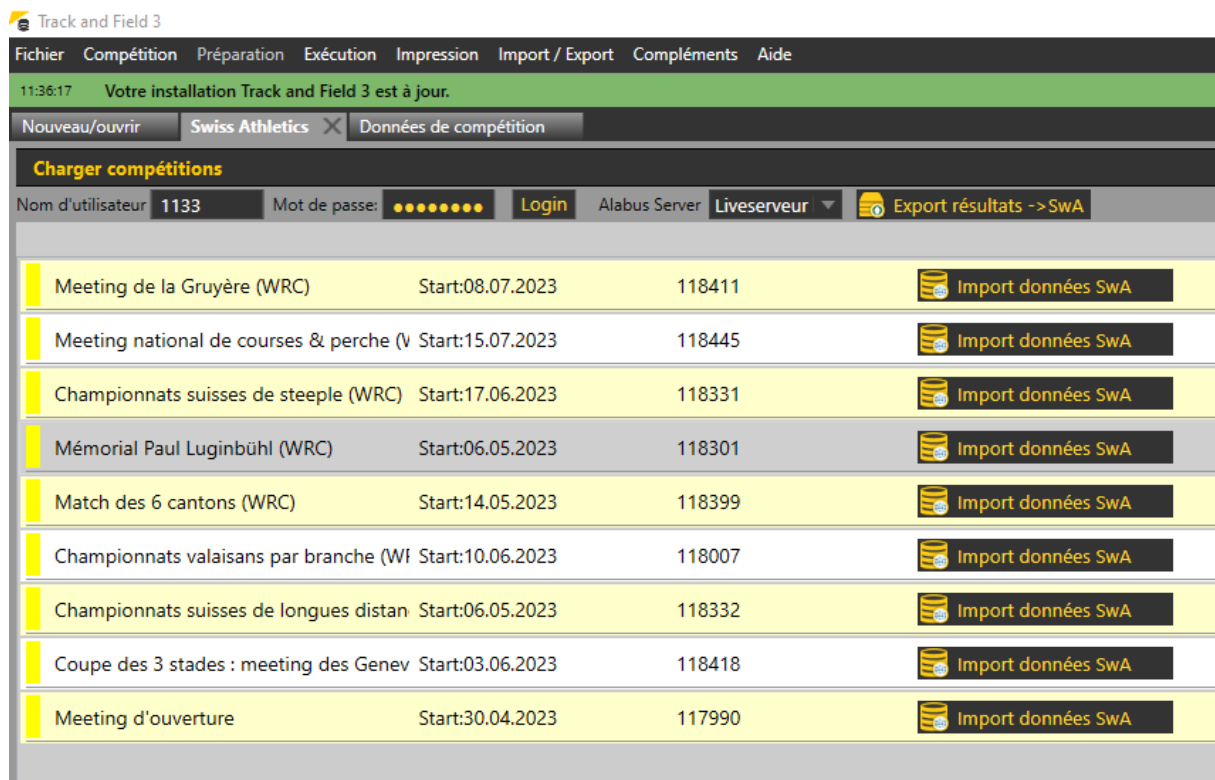 Track and Field 3
Fichier Compétition Préparation Exécution Impression Import / Export Compléments Aide
11:36:17 Votre installation Track and Field 3 est à jour.
Nouveau/ouvrir Swiss Athletics Données de compétition
Charger compétitions
Nom d'utilisateur 1133 Mot de passe: ●●●●●●●● Login Alabus Server Liveserveur Export résultats ->SwA
Meeting de la Gruyère (WRC) Start:08.07.2023 118411 Import données SwA
Meeting national de courses & perche (V Start:15.07.2023 118445 Import données SwA
Championnats suisses de steeple (WRC) Start:17.06.2023 118331 Import données SwA
Mémorial Paul Luginbühl (WRC) Start:06.05.2023 118301 Import données SwA
Match des 6 cantons (WRC) Start:14.05.2023 118399 Import données SwA
Championnats valaisans par branche (WF Start:10.06.2023 118007 Import données SwA
Championnats suisses de longues distan Start:06.05.2023 118332 Import données SwA
Coupe des 3 stades : meeting des Genev Start:03.06.2023 118418 Import données SwA
Meeting d'ouverture Start:30.04.2023 117990 Import données SwA